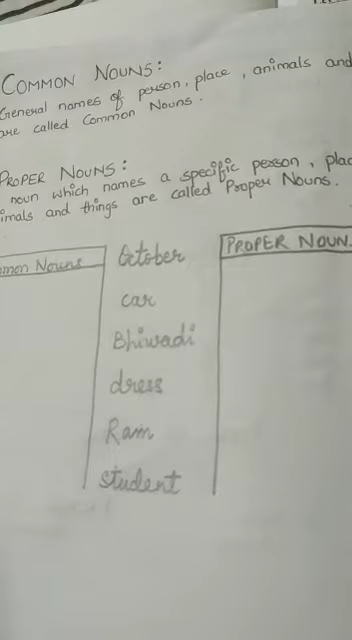 COMMON NOUNS:
General names of person, place, animals and
are called Common Nouns.
PROPER NOUNS:
noun which names a specific person, plac
imals and things are called Proper Nouns.
mmon Nouns
PROPER NOUN
October
car
Bhiwadi
dress
Ram
student